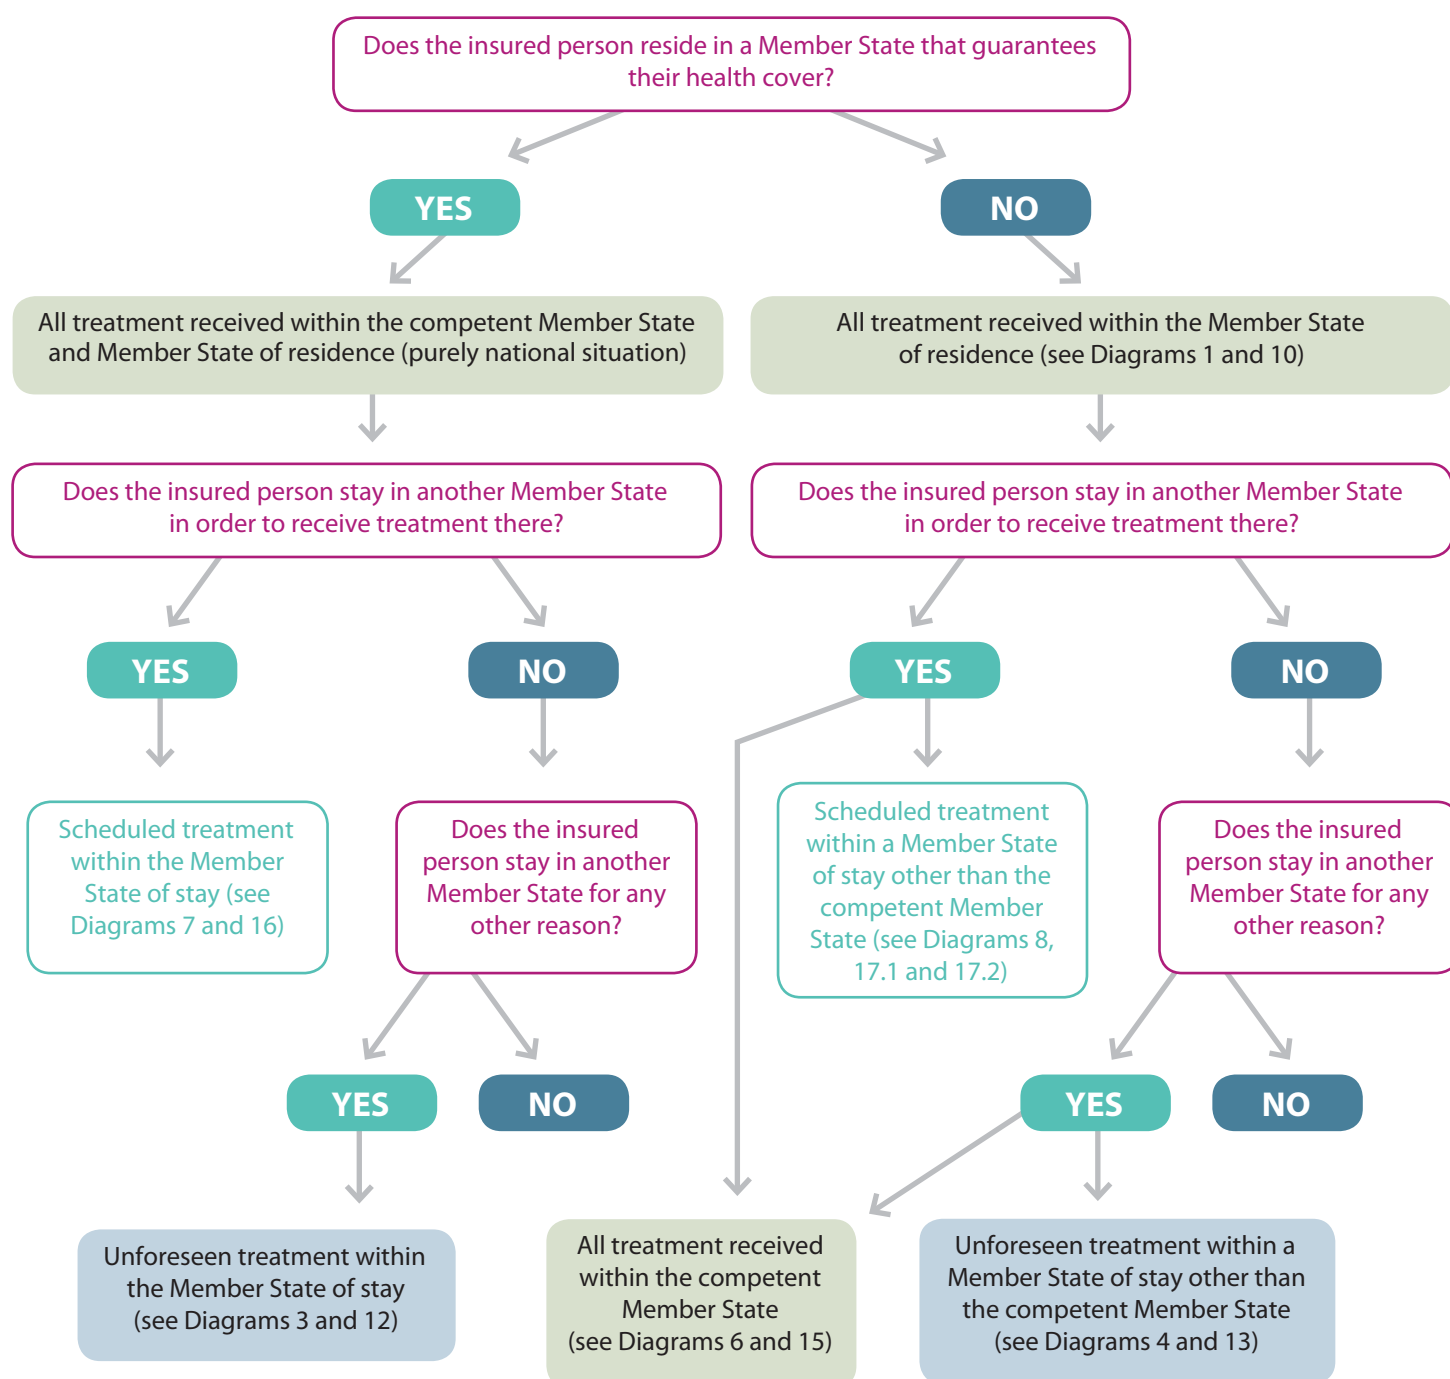 Does the insured person reside in a Member State that guarantees
their health cover?
YES
NO
All treatment received within the competent Member State
and Member State of residence (purely national situation)
All treatment received within the Member State
of residence (see Diagrams 1 and 10)
Does the insured person stay in another Member State
in order to receive treatment there?
Does the insured person stay in another Member State
in order to receive treatment there?
YES
NO
YES
NO
Scheduled treatment
within the Member
State of stay (see
Diagrams 7 and 16)
Does the insured
person stay in another
Member State for any
other reason?
Scheduled treatment
within a Member State
of stay other than the
competent Member
State (see Diagrams 8,
17.1 and 17.2)
Does the insured
person stay in another
Member State for any
other reason?
YES
NO
YES
NO
Unforeseen treatment within
the Member State of stay
(see Diagrams 3 and 12)
All treatment received
within the competent
Member State
(see Diagrams 6 and 15)
Unforeseen treatment within a
Member State of stay other than
the competent Member State
(see Diagrams 4 and 13)